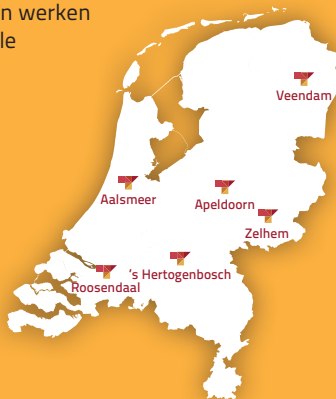 n werken
le
Veendam
Aalsmeer
Apeldoorn
Zelhem
's Hertogenbosch
Roosendaal